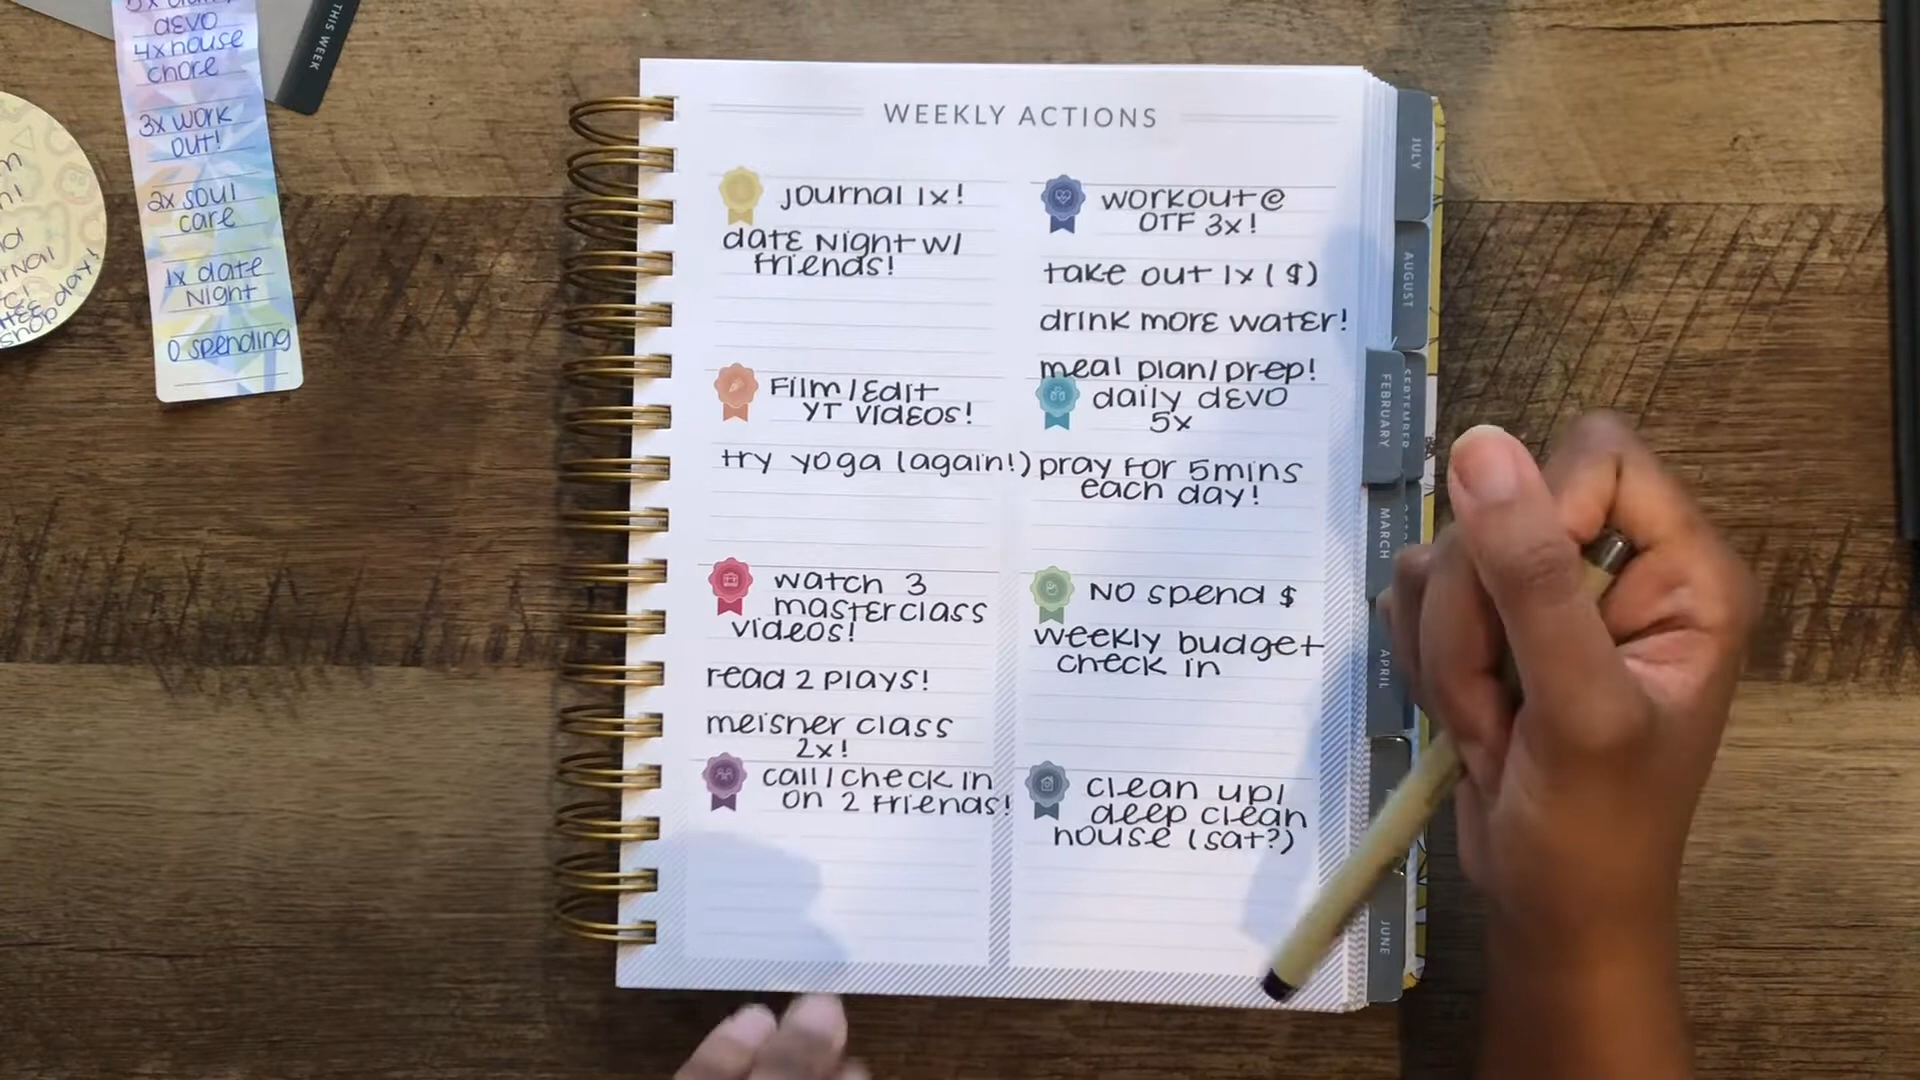 devo
4x house
chore
3x work
out!
2x soul
care
1x date
night
0 spending
THIS WEEK
WEEKLY ACTIONS
journal 1x!
date night w/
friends!
Film/Edit
YT videos!
try yoga (again!)
watch 3
masterclass
videos!
read 2 plays!
meisner class
2x!
call/check in
on 2 friends!
workout @
OTF 3x!
take out 1x ($)
drink more water!
meal plan/prep!
daily devo
5x
pray for 5mins
each day!
NO spend $
weekly budget
check in
clean up/
deep clean
house (sat?)
JULY
AUGUST
SEPTEMBER
FEBRUARY
MARCH
APRIL
JUNE